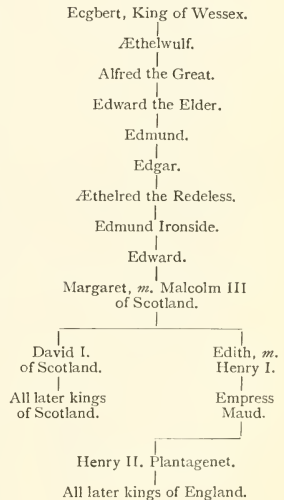 Ecgbert, King of Wessex.
Æthelwulf.
Alfred the Great.
Edward the Elder.
Edmund.
Edgar.
Æthelred the Redeless.
Edmund Ironside.
Edward.
Margaret, m. Malcolm III
of Scotland.
David I.
of Scotland.
All later kings
of Scotland.
Edith, m.
Henry I.
Empress
Maud.
Henry II. Plantagenet.
All later kings of England.